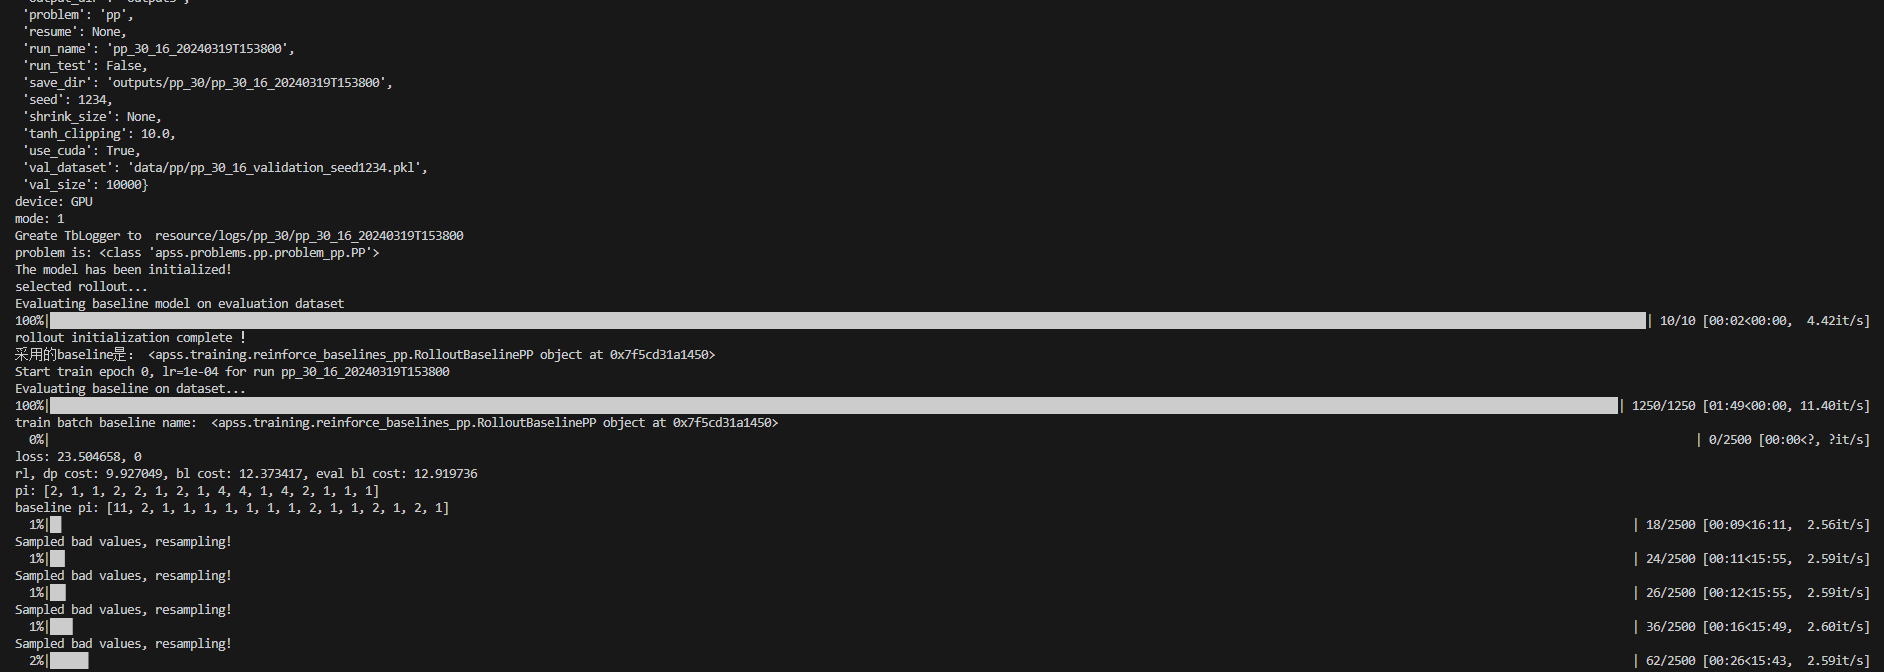 'problem': 'pp',
'resume': None,
'run_name': 'pp_30_16_20240319T153800',
'run_test': False,
'save_dir': 'outputs/pp_30/pp_30_16_20240319T153800',
'seed': 1234,
'shrink_size': None,
'tanh_clipping': 10.0,
'use_cuda': True,
'val_dataset': 'data/pp/pp_30_16_validation_seed1234.pkl',
'val_size': 10000}
device: GPU
mode: 1
Greate TbLogger to  resource/logs/pp_30/pp_30_16_20240319T153800
problem is: <class 'apss.problems.pp.problem_pp.PP'>
The model has been initialized!
selected rollout...
Evaluating baseline model on evaluation dataset
100%| | 10/10 [00:02<00:00,  4.42it/s]
rollout initialization complete !
采用的baseline是:  <apss.training.reinforce_baselines_pp.RolloutBaselinePP object at 0x7f5cd31a1450>
Start train epoch 0, lr=1e-04 for run pp_30_16_20240319T153800
Evaluating baseline on dataset...
100%| | 1250/1250 [01:49<00:00, 11.40it/s]
train batch baseline name:  <apss.training.reinforce_baselines_pp.RolloutBaselinePP object at 0x7f5cd31a1450>
0%| | 0/2500 [00:00<?, ?it/s]
loss: 23.504658, 0
rl, dp cost: 9.927049, bl cost: 12.373417, eval bl cost: 12.919736
pi: [2, 1, 1, 2, 2, 1, 2, 1, 4, 4, 1, 4, 2, 1, 1, 1]
baseline pi: [11, 2, 1, 1, 1, 1, 1, 1, 1, 2, 1, 1, 2, 1, 2, 1]
1%| | 18/2500 [00:09<16:11,  2.56it/s]
Sampled bad values, resampling!
1%| | 24/2500 [00:11<15:55,  2.59it/s]
Sampled bad values, resampling!
1%| | 26/2500 [00:12<15:55,  2.59it/s]
Sampled bad values, resampling!
1%| | 36/2500 [00:16<15:49,  2.60it/s]
Sampled bad values, resampling!
2%| | 62/2500 [00:26<15:43,  2.59it/s]